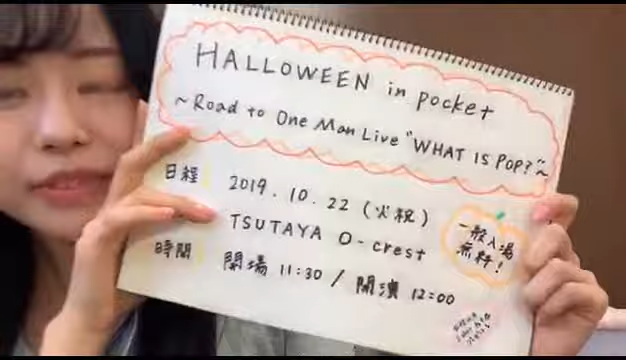 HALLOWEEN in pocket
~Road to One Man Live "WHAT IS POP?"~
日程 2019.10.22 (火祝)
TSUTAYA O-crest
時間 開場 11:30 / 開演 12:00
一般入場
無料!